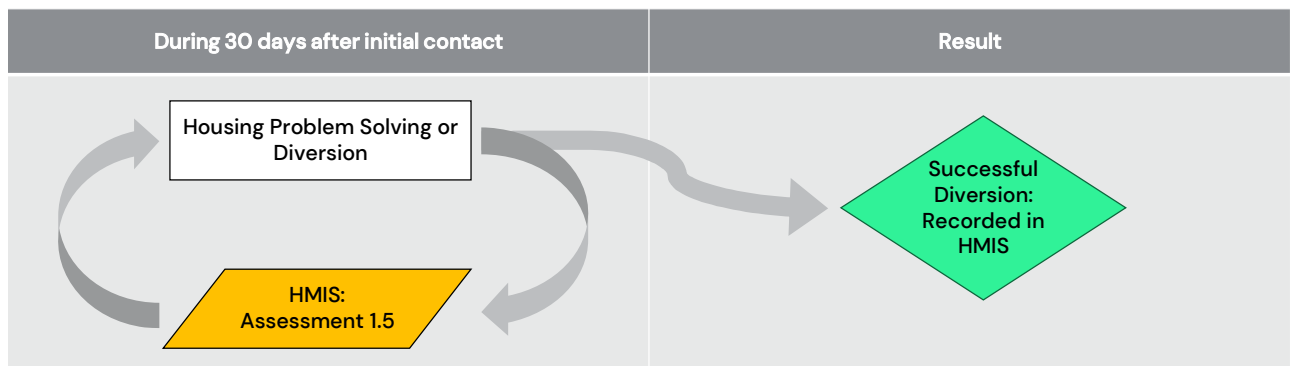 During 30 days after initial contact
Result
Housing Problem Solving or
Diversion
Successful
Diversion:
Recorded in
HMIS
HMIS:
Assessment 1.5